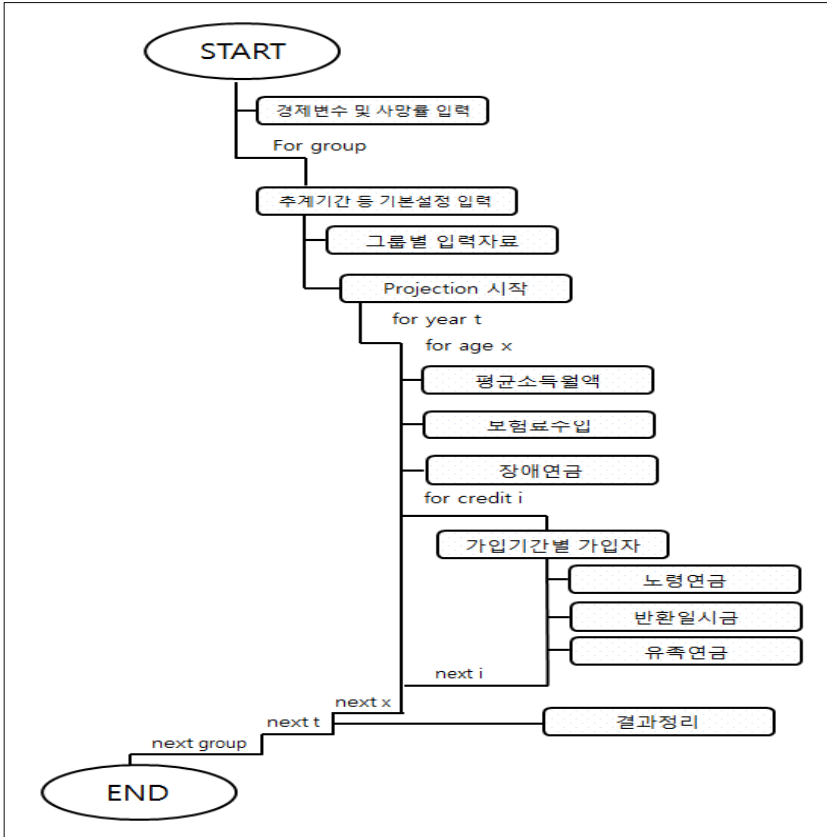 START
경제변수 및 사망률 입력
For group
추계기간 등 기본설정 입력
그룹별 입력자료
Projection 시작
for year t
for age x
평균소득월액
보험료수입
장애연금
for credit i
가입기간별 가입자
노령연금
반환일시금
유족연금
next i
next x
next t
결과정리
next group
END